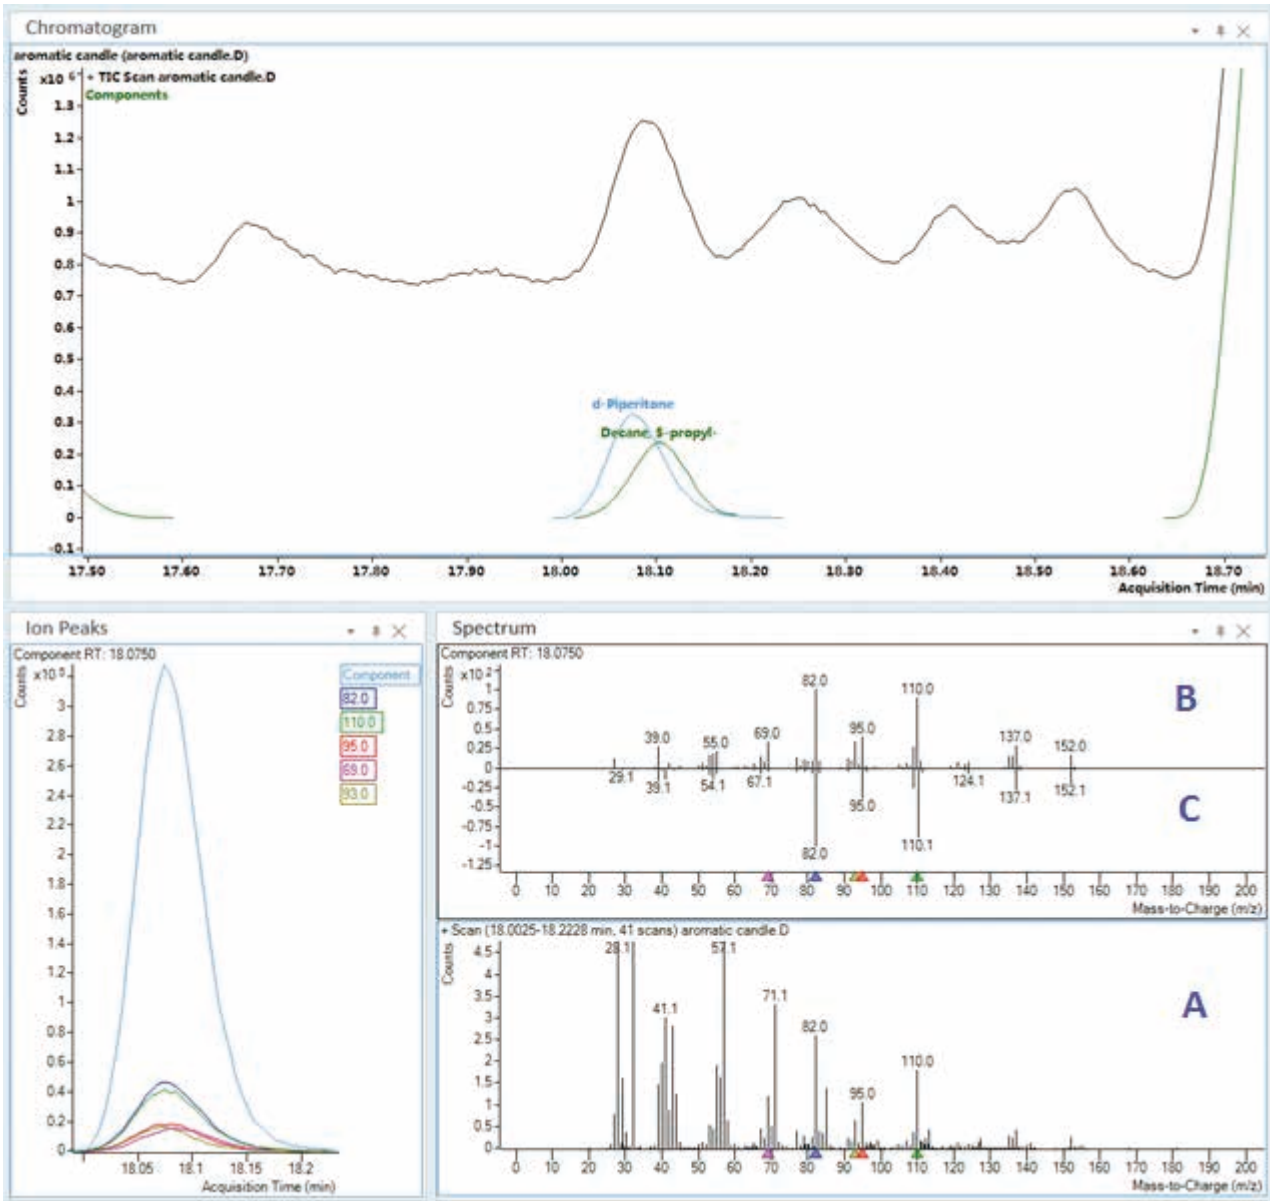 Chromatogram
aromatic candle (aromatic candle.D)
x10 6 + TIC Scan aromatic candle.D
Components
Counts
1.3
1.2
1.1
1
0.9
0.8
0.7
0.6
0.5
0.4
0.3
0.2
0.1
0
-0.1
d-Piperitone
Decane, 5-propyl-
17.50 17.60 17.70 17.80 17.90 18.00 18.10 18.20 18.30 18.40 18.50 18.60 18.70
Acquisition Time (min)
Ion Peaks
Component RT: 18.0750
Counts
Component
82.0
110.0
95.0
69.0
93.0
3
2.8
2.6
2.4
2.2
2
1.8
1.6
1.4
1.2
1
0.8
0.6
0.4
0.2
0
18.05 18.1 18.15 18.2
Acquisition Time (min)
Spectrum
Component RT: 18.0750
Counts
x10 2
1
0.75
0.5
0.25
0
-0.25
-0.5
-0.75
-1
-1.25
39.0 55.0 69.0 82.0 95.0 110.0 137.0 152.0
29.1 39.1 54.1 67.1 82.0 95.0 110.1 124.1 137.1 152.1
B
C
0 10 20 30 40 50 60 70 80 90 100 110 120 130 140 150 160 170 180 190 200
Mass-to-Charge (m/z)
+ Scan (18.0025-18.2228 min, 41 scans) aromatic candle.D
Counts
4.5
4
3.5
3
2.5
2
1.5
1
0.5
0
28.1 41.1 57.1 71.1 82.0 95.0 110.0
A
0 10 20 30 40 50 60 70 80 90 100 110 120 130 140 150 160 170 180 190 200
Mass-to-Charge (m/z)